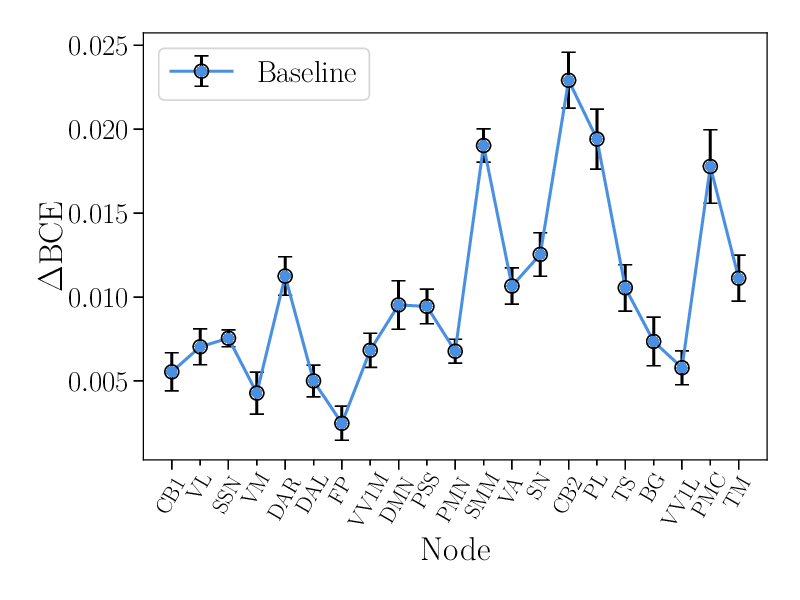 Baseline
ΔBCE
0.025
0.020
0.015
0.010
0.005
CB1 VL SSN VM DAR DAL FP VV1M DMN PSS PMN SMM VA SN CB2 PL TS BG VV1L PMC TM
Node